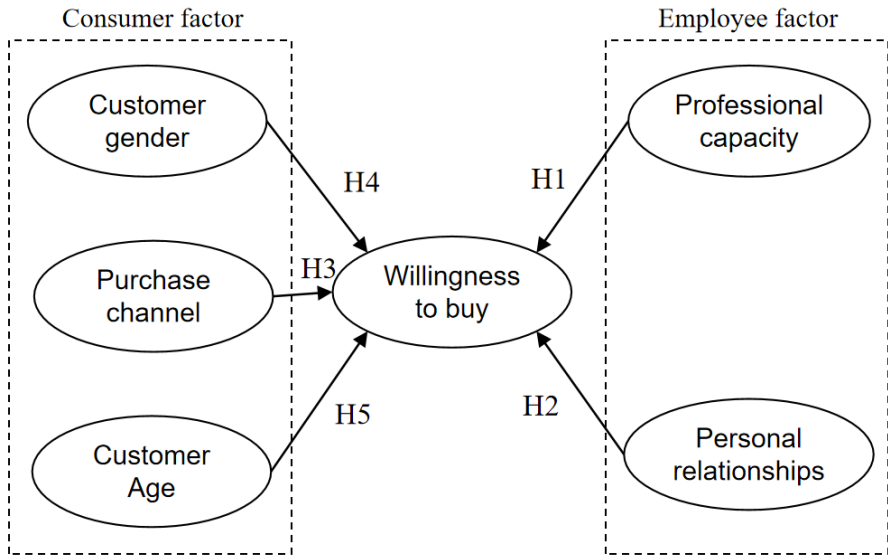 Consumer factor
Employee factor
Customer
gender
Professional
capacity
H4
H1
Purchase
channel
H3
Willingness
to buy
H5
H2
Customer
Age
Personal
relationships